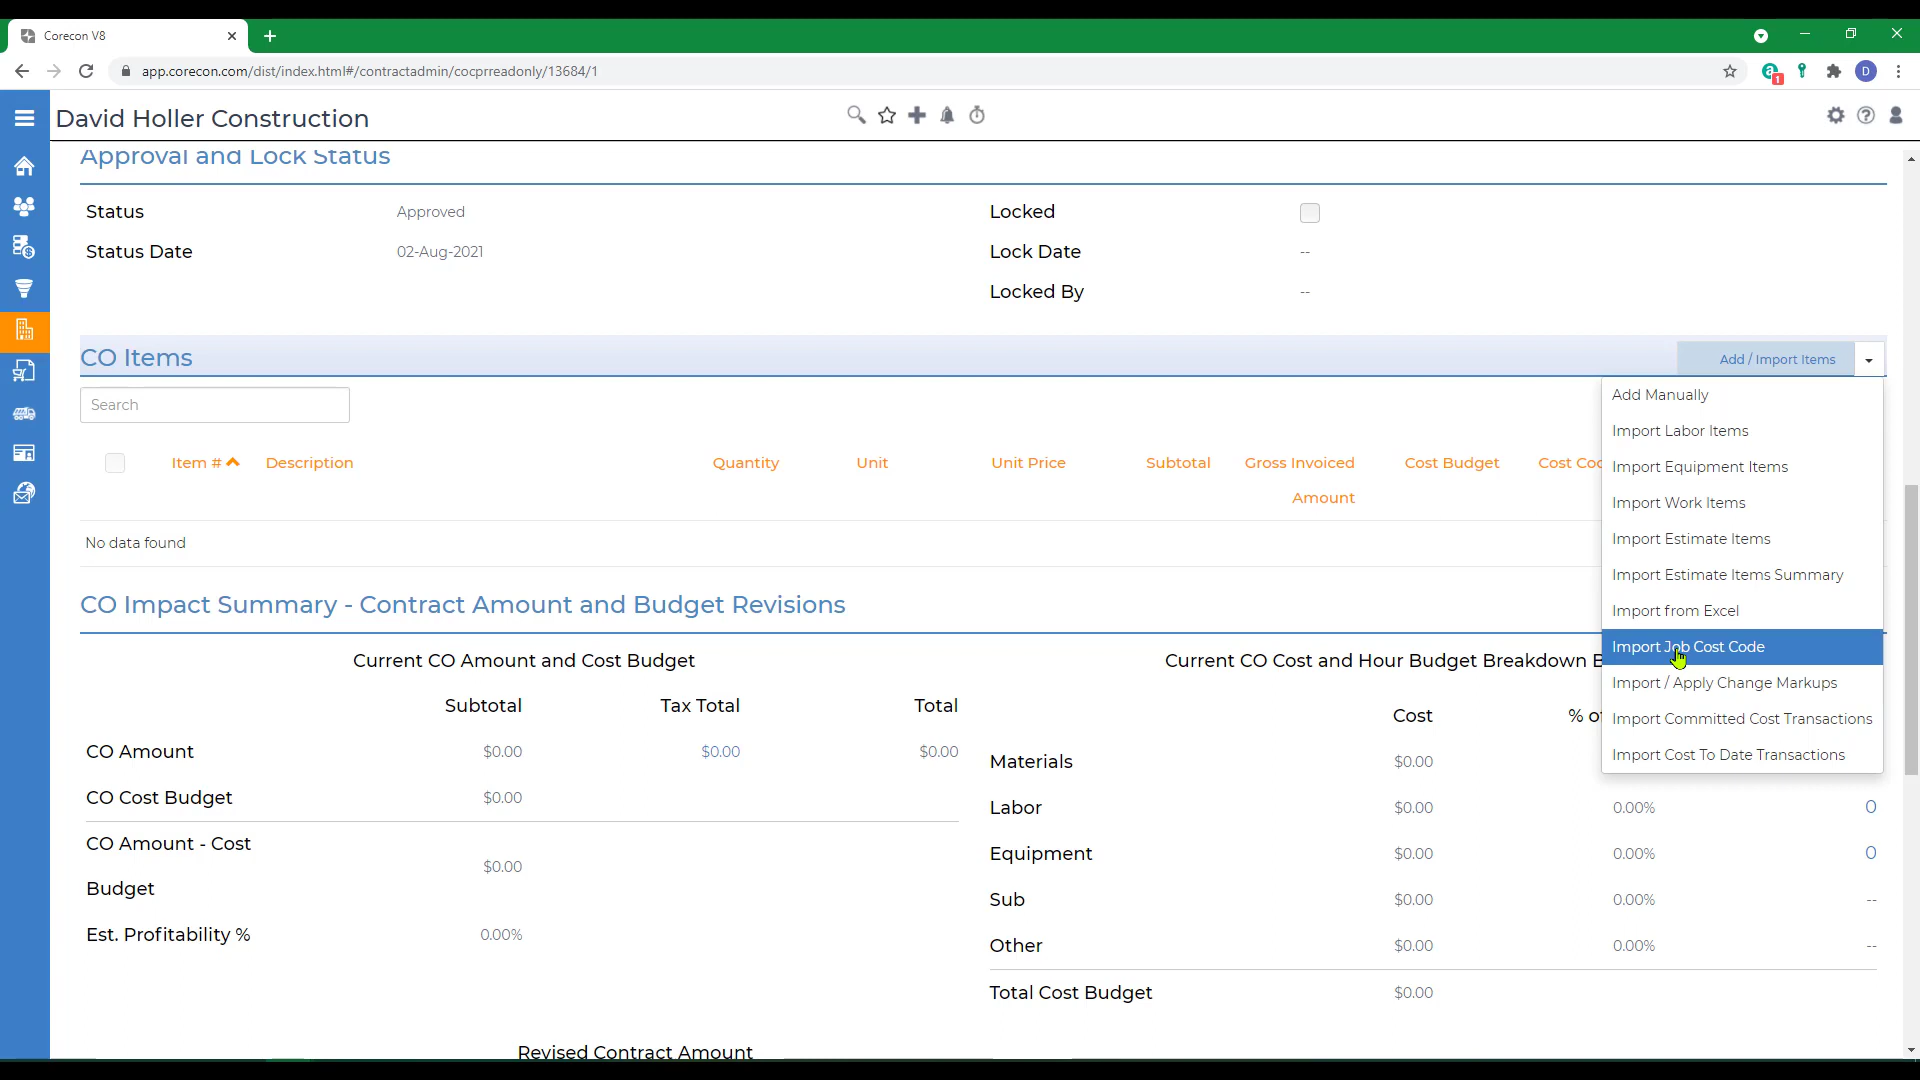 Corecon V8
app.corecon.com/dist/index.html#/contractadmin/cocprreadonly/13684/1
1
D
David Holler Construction
Approval and Lock Status
Status Approved Locked
Status Date 02-Aug-2021 Lock Date --
Locked By --
CO Items Add / Import Items
Search
Add Manually
Import Labor Items
Import Equipment Items
Import Work Items
Import Estimate Items
Import Estimate Items Summary
Import from Excel
Import Job Cost Code
Import / Apply Change Markups
Import Committed Cost Transactions
Import Cost To Date Transactions
Item # Description Quantity Unit Unit Price Subtotal Gross Invoiced Amount Cost Budget Cost
No data found
CO Impact Summary - Contract Amount and Budget Revisions
Current CO Amount and Cost Budget
Subtotal Tax Total Total
CO Amount $0.00 $0.00 $0.00
CO Cost Budget $0.00
CO Amount - Cost Budget $0.00
Est. Profitability % 0.00%
Current CO Cost and Hour Budget Breakdown
Cost %
Materials $0.00
Labor $0.00 0.00% 0
Equipment $0.00 0.00% 0
Sub $0.00 0.00% --
Other $0.00 0.00% --
Total Cost Budget $0.00
Revised Contract Amount